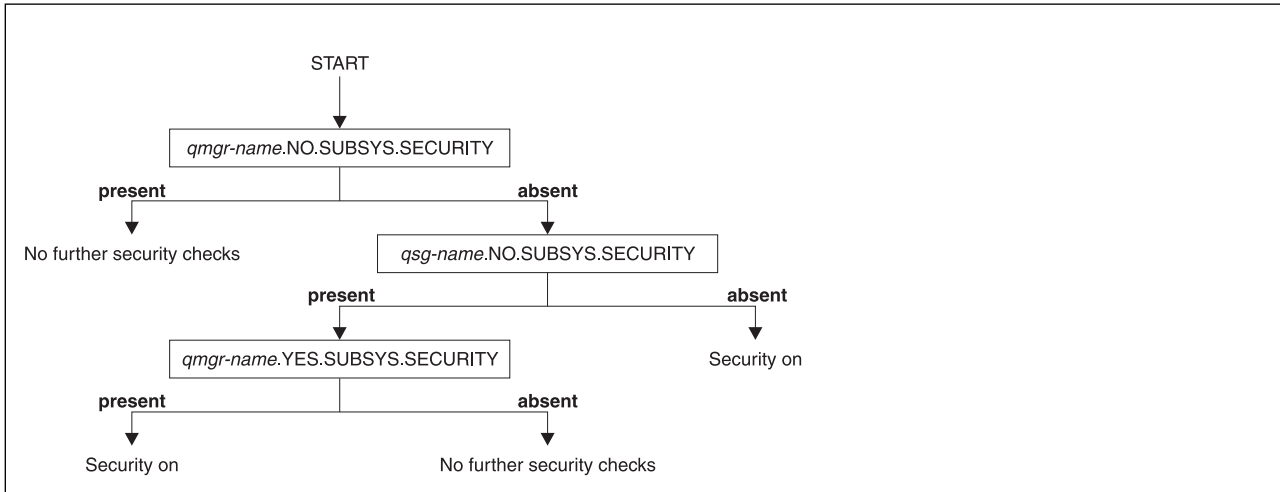 START
qmgr-name.NO.SUBSYS.SECURITY
present
absent
No further security checks
qsg-name.NO.SUBSYS.SECURITY
present
absent
qmgr-name.YES.SUBSYS.SECURITY
Security on
present
absent
Security on
No further security checks